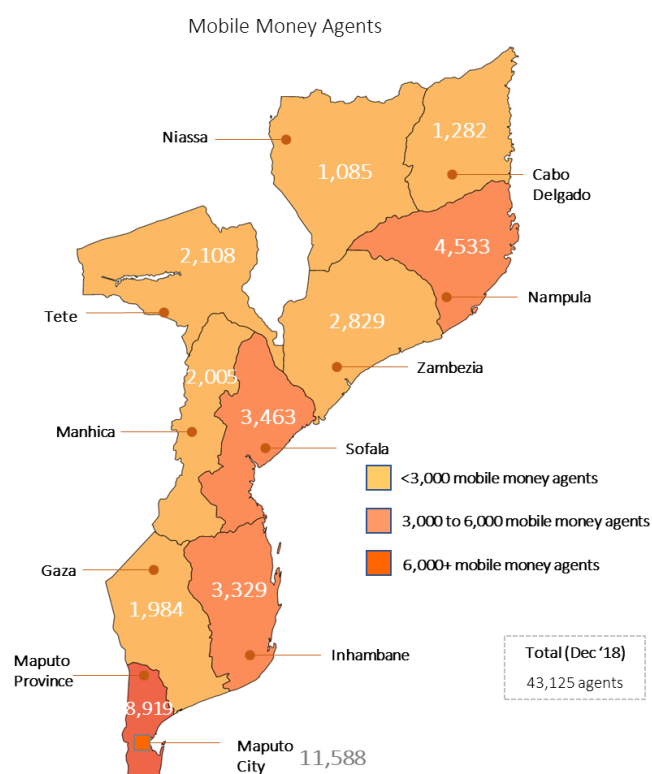 Mobile Money Agents
Niassa
1,282
1,085
Cabo
Delgado
4,533
2,108
Nampula
Tete
2,829
Zambezia
2,005
3,463
Manhica
Sofala
<3,000 mobile money agents
3,000 to 6,000 mobile money agents
6,000+ mobile money agents
Gaza
3,329
1,984
Total (Dec ‘18)
43,125 agents
Inhambane
Maputo
Province
8,919
Maputo
City
11,588